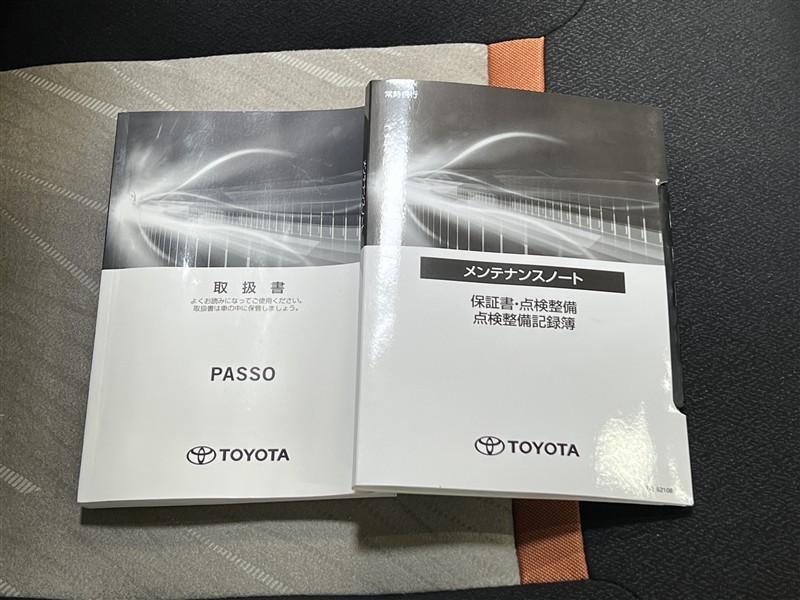 取扱書
よくお読みになってご使用ください。
取扱書は車の中に保管しましょう。
PASSO
TOYOTA
常時携行
メンテナンスノート
保証書・点検整備
点検整備記録簿
TOYOTA